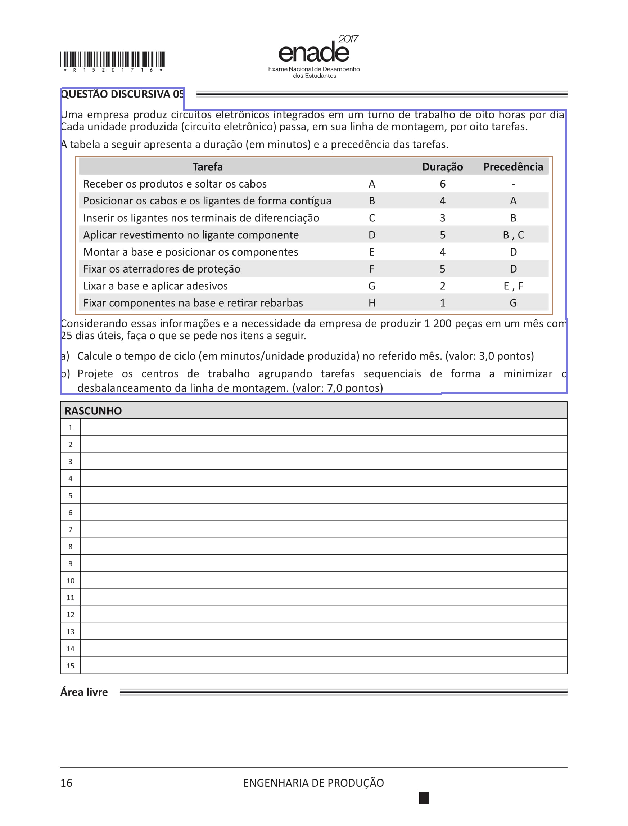 *R1520171 6*
2017
enade
Exame Nacional de Desempenho
dos Estudantes
QUESTÃO DISCURSIVA 05
Uma empresa produz circuitos eletrônicos integrados em um turno de trabalho de oito horas por dia.
Cada unidade produzida (circuito eletrônico) passa, em sua linha de montagem, por oito tarefas.
A tabela a seguir apresenta a duração (em minutos) e a precedência das tarefas.
Tarefa Duração Precedência
Receber os produtos e soltar os cabos A 6 -
Posicionar os cabos e os ligantes de forma contígua B 4 A
Inserir os ligantes nos terminais de diferenciação C 3 B
Aplicar revestimento no ligante componente D 5 B , C
Montar a base e posicionar os componentes E 4 D
Fixar os aterradores de proteção F 5 D
Lixar a base e aplicar adesivos G 2 E , F
Fixar componentes na base e retirar rebarbas H 1 G
Considerando essas informações e a necessidade da empresa de produzir 1 200 peças em um mês com
25 dias úteis, faça o que se pede nos itens a seguir.
a) Calcule o tempo de ciclo (em minutos/unidade produzida) no referido mês. (valor: 3,0 pontos)
b) Projete os centros de trabalho agrupando tarefas sequenciais de forma a minimizar o
desbalanceamento da linha de montagem. (valor: 7,0 pontos)
RASCUNHO
1
2
3
4
5
6
7
8
9
10
11
12
13
14
15
Área livre
16 ENGENHARIA DE PRODUÇÃO